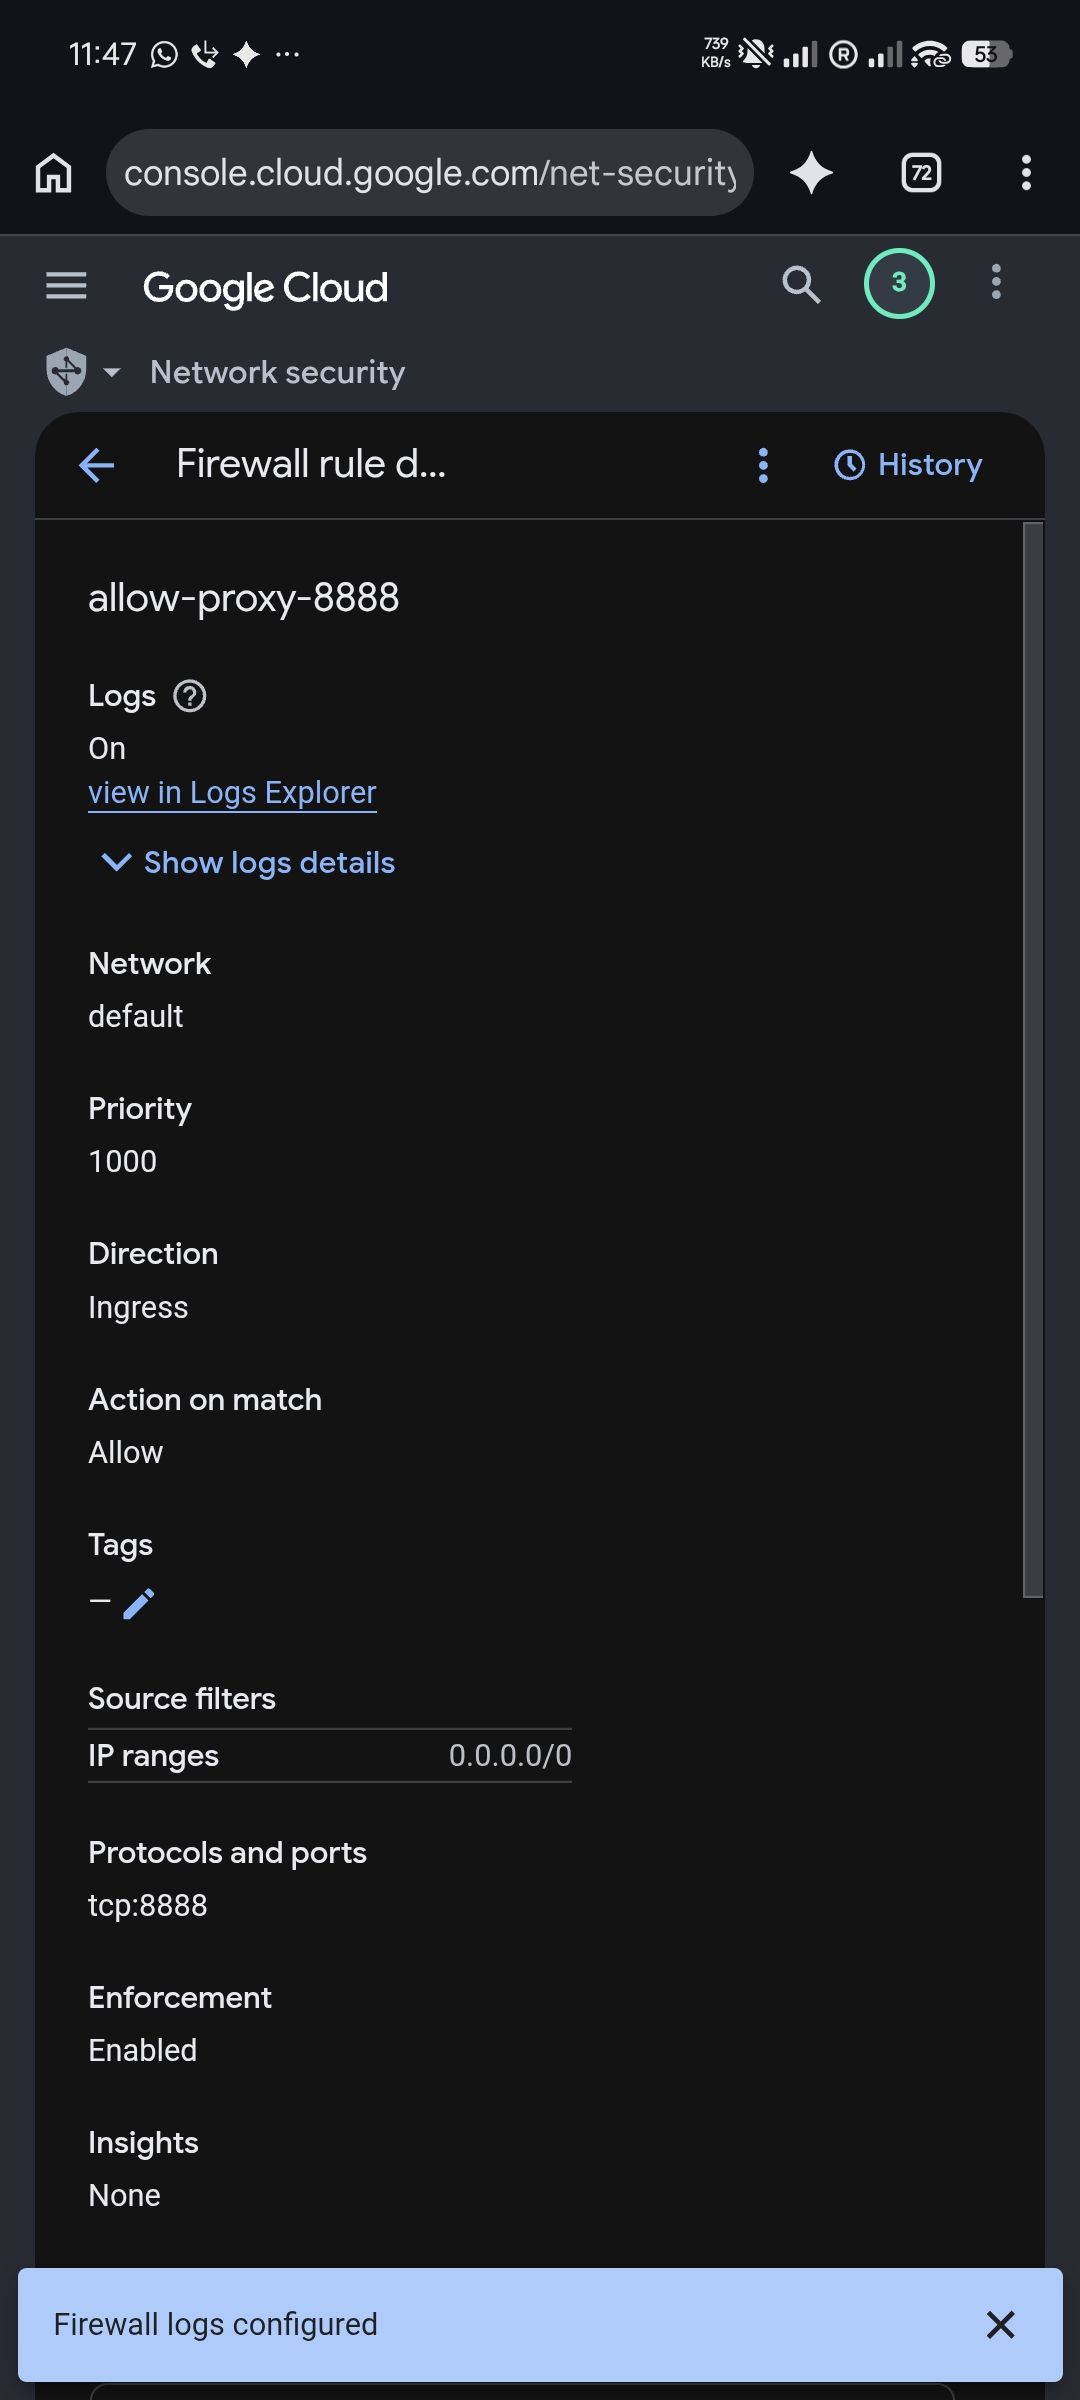 11:47
739
KB/s
R
53
console.cloud.google.com/net-security
72
Google Cloud
3
Network security
Firewall rule d...
History
allow-proxy-8888
Logs
On
view in Logs Explorer
Show logs details
Network
default
Priority
1000
Direction
Ingress
Action on match
Allow
Tags
—
Source filters
IP ranges 0.0.0.0/0
Protocols and ports
tcp:8888
Enforcement
Enabled
Insights
None
Firewall logs configured